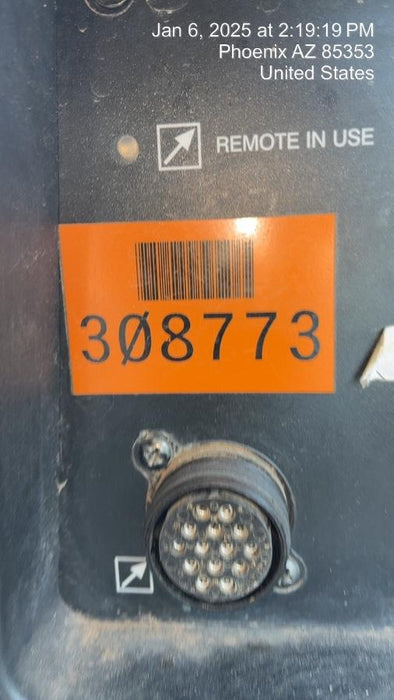 Jan 6, 2025 at 2:19:19 PM
Phoenix AZ 85353
United States
REMOTE IN USE
3Ø8773